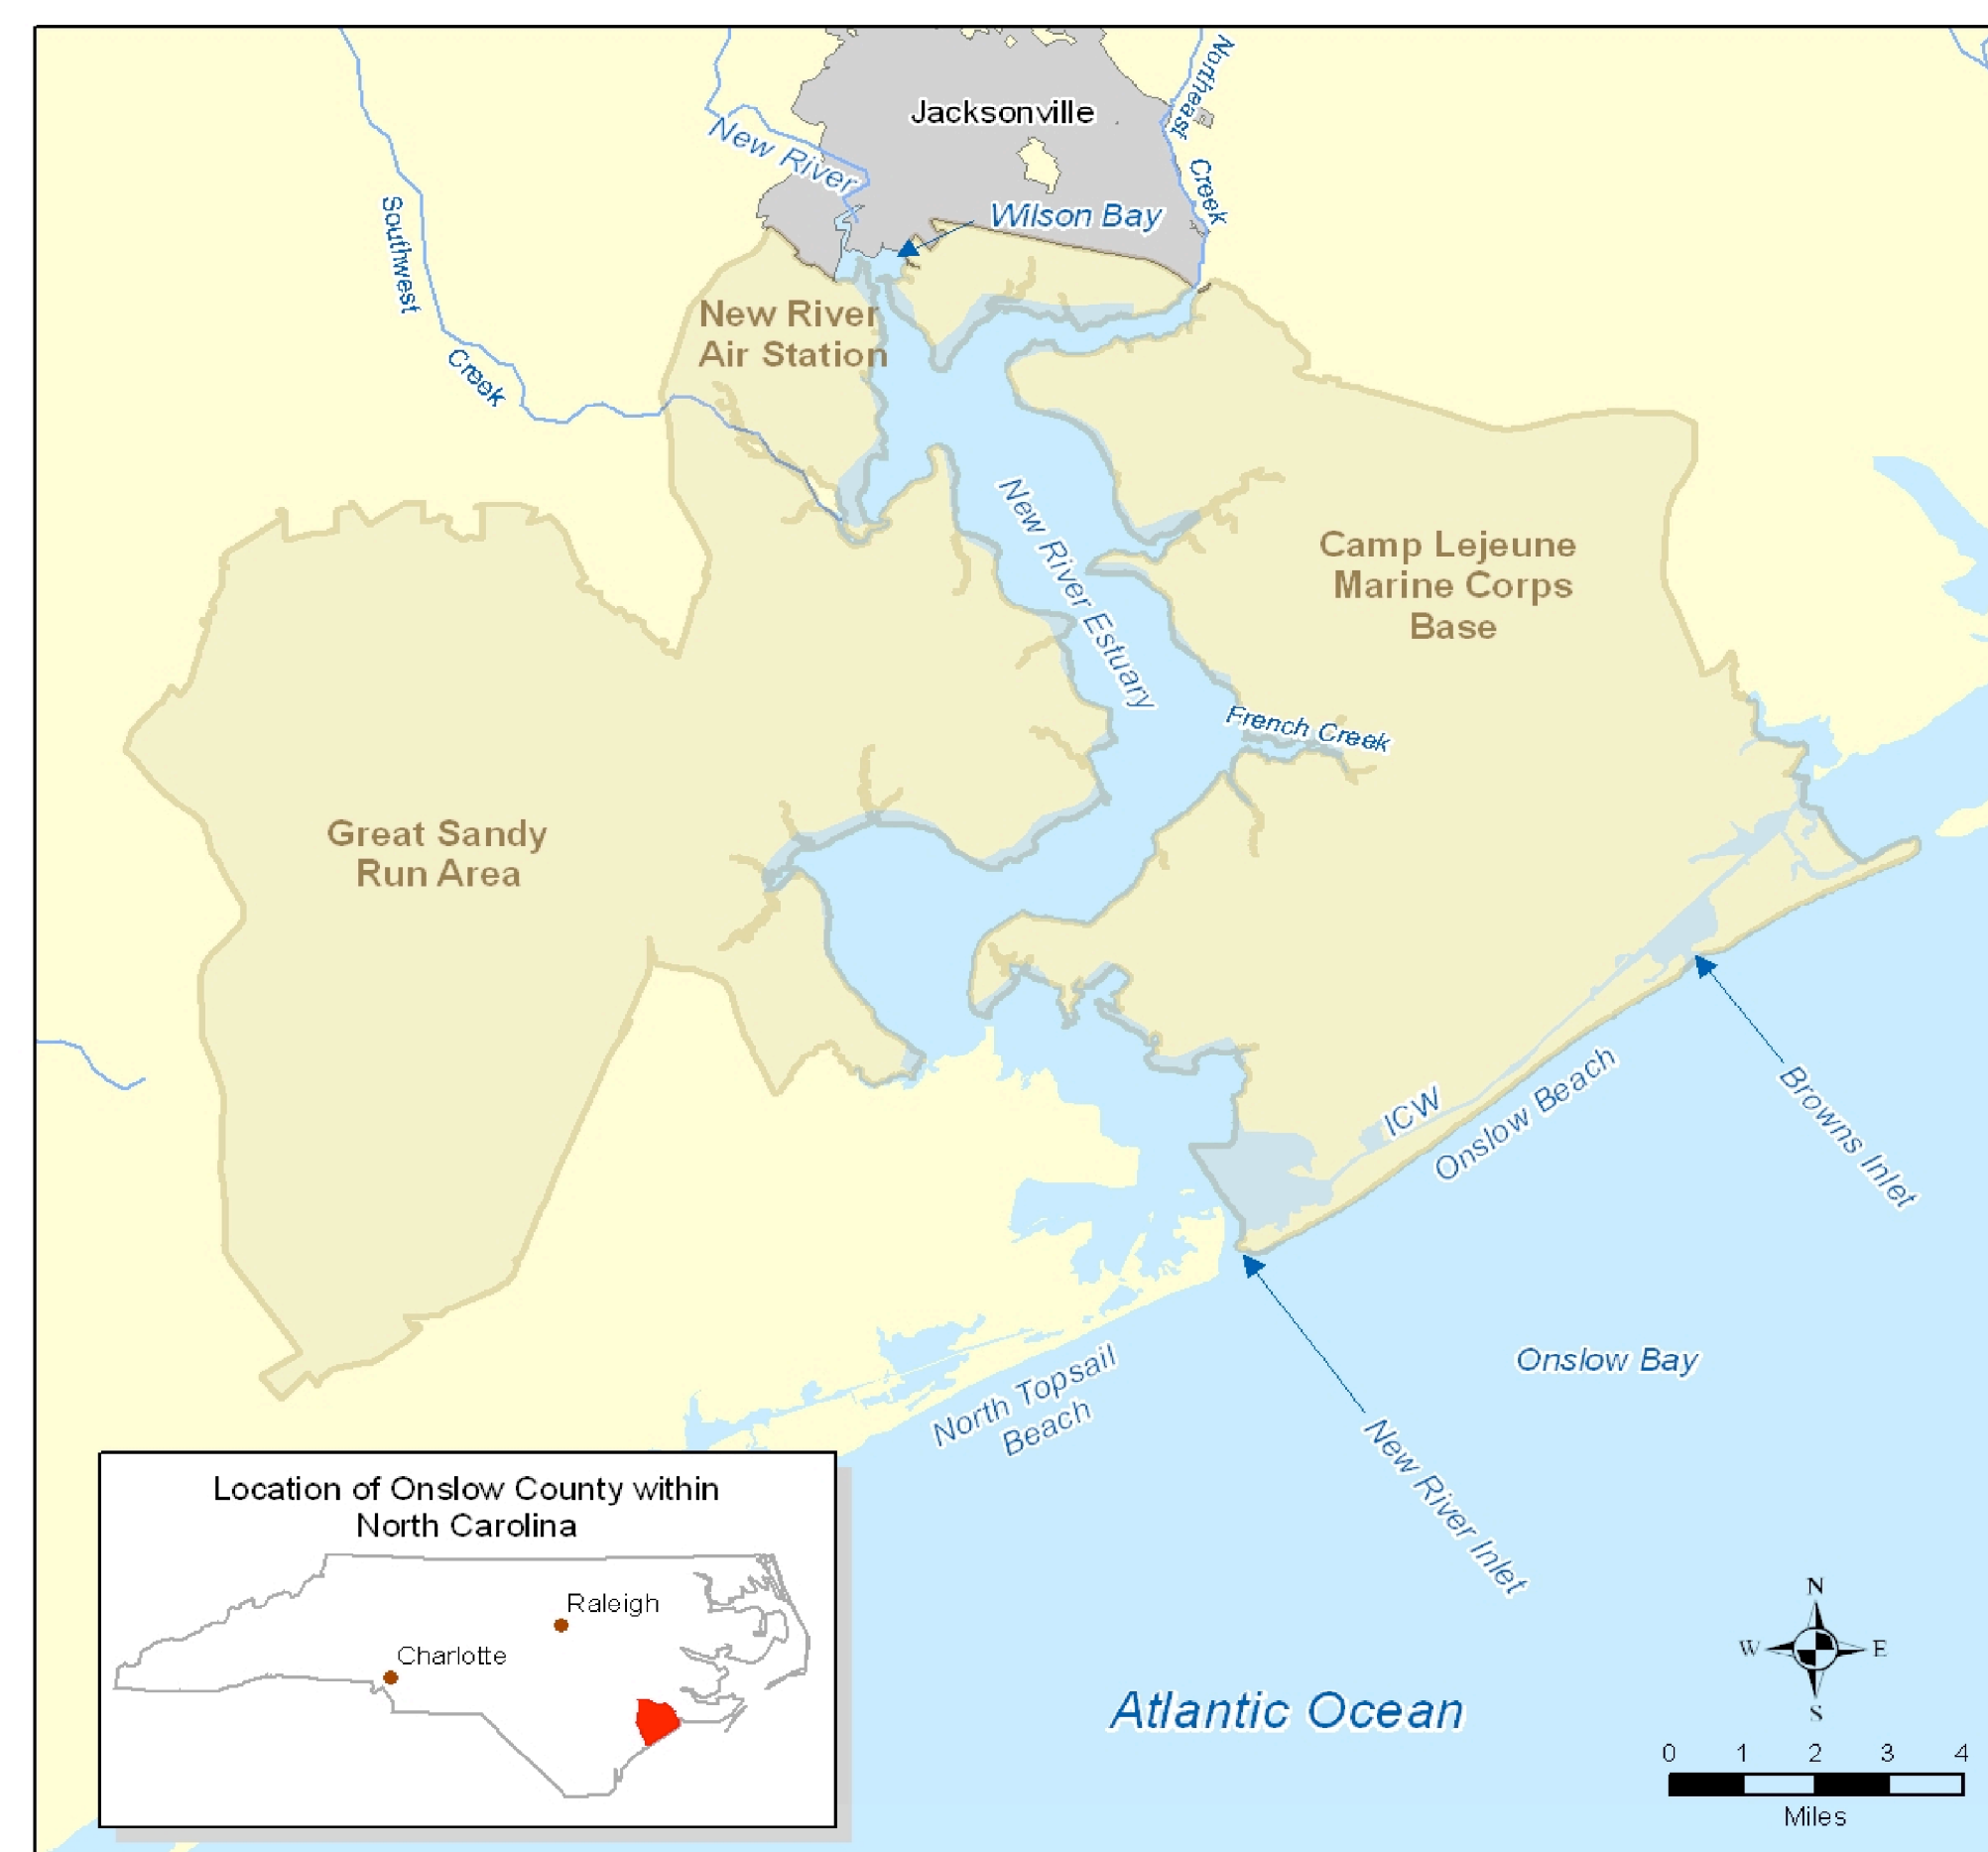 Jacksonville
New River
Northeast
Creek
Wilson Bay
Southwest
Creek
New River
Air Station
New River Estuary
Camp Lejeune
Marine Corps
Base
French Creek
Great Sandy
Run Area
ICW
Onslow Beach
Browns Inlet
North Topsail
Beach
Onslow Bay
New River Inlet
Atlantic Ocean
Location of Onslow County within
North Carolina
Raleigh
Charlotte
N
W E
S
0 1 2 3 4
Miles